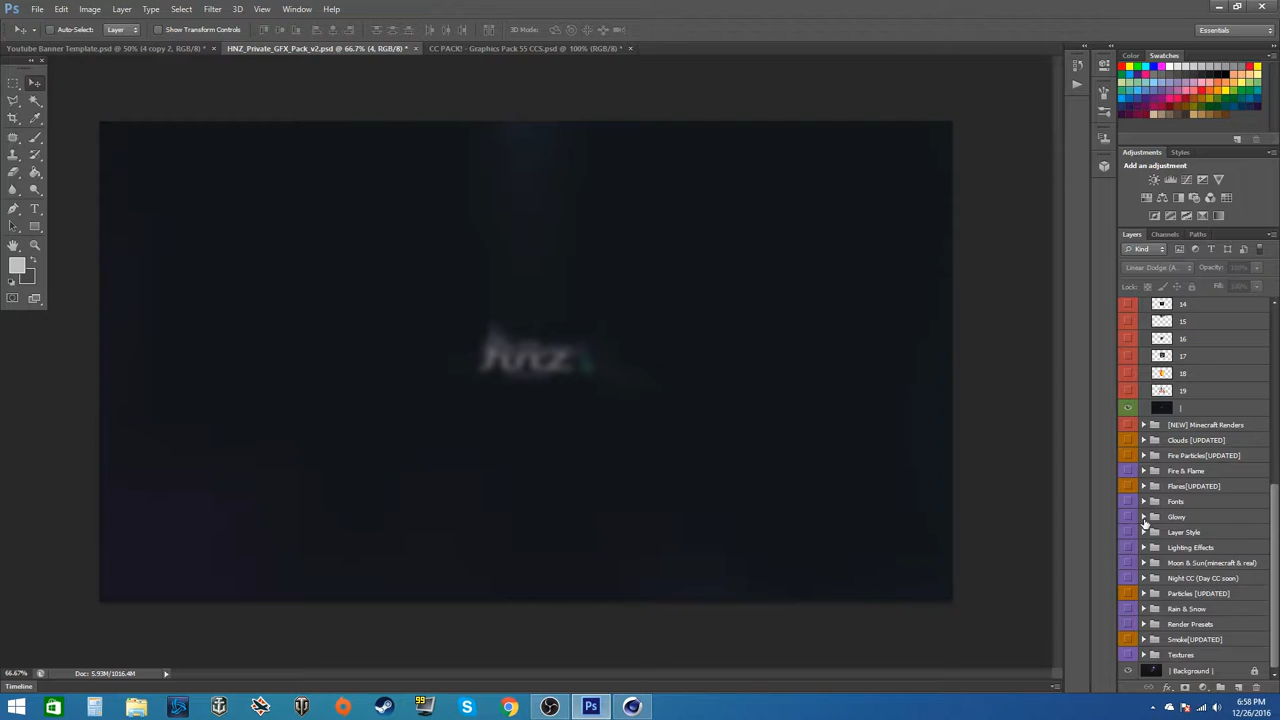 Ps File Edit Image Layer Type Select Filter 3D View Window Help
Auto-Select: Layer Show Transform Controls 3D Mode: Essentials
Youtube Banner Template.psd @ 50% (4 copy 2, RGB/8) * × HNZ_Private_GFX_Pack_v2.psd @ 66.7% (4, RGB/8) * × CC PACK! - Graphics Pack 55 CCS.psd @ 100% (RGB/8) * ×
Color Swatches
Adjustments Styles
Add an adjustment
Layers Channels Paths
Kind
Linear Dodge (A... Opacity: 100%
Lock: Fill: 100%
14
15
16
17
18
19
|
[NEW] Minecraft Renders
Clouds [UPDATED]
Fire Particles[UPDATED]
Fire & Flame
Flares[UPDATED]
Fonts
Glowy
Layer Style
Lighting Effects
Moon & Sun(minecraft & real)
Night CC (Day CC soon)
Particles [UPDATED]
Rain & Snow
Render Presets
Smoke[UPDATED]
Textures
| Background |
66.67% Doc: 5.93M/1016.4M
Timeline
99
6:58 PM
12/26/2016